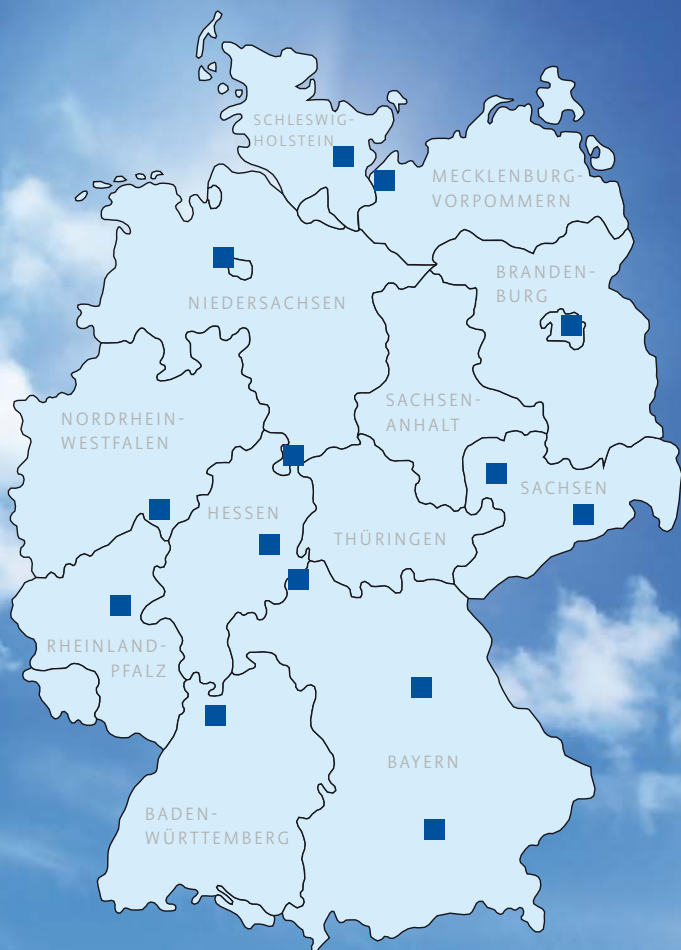 SCHLESWIG-
HOLSTEIN
MECKLENBURG-
VORPOMMERN
BRANDEN-
BURG
NIEDERSACHSEN
SACHSEN-
ANHALT
NORDRHEIN-
WESTFALEN
SACHSEN
HESSEN
THÜRINGEN
RHEINLAND-
PFALZ
BAYERN
BADEN-
WÜRTTEMBERG